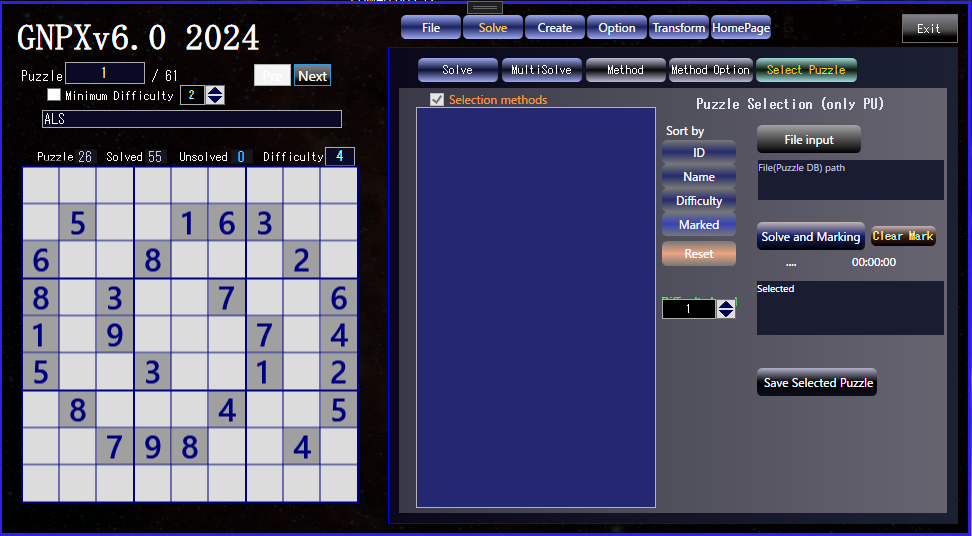 GNPXv6.0 2024
File Solve Create Option Transform HomePage Exit
Puzzle 1 / 61 Pre Next
Minimum Difficulty 2
ALS
Puzzle 26 Solved 55 Unsolved 0 Difficulty 4
5 1 6 3
6 8 2
8 3 7 6
1 9 7 4
5 3 1 2
8 4 5
7 9 8 4
Solve MultiSolve Method Method Option Select Puzzle
Selection methods
Puzzle Selection (only PU)
Sort by
ID
Name
Difficulty
Marked
Reset
1
File input
File(Puzzle DB) path
Solve and Marking Clear Mark
.... 00:00:00
Selected
Save Selected Puzzle